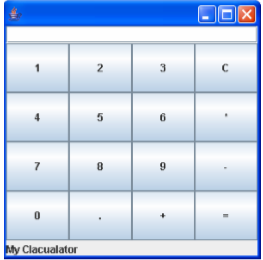 1 2 3 C
4 5 6 *
7 8 9 -
0 . + =
My Clacualator